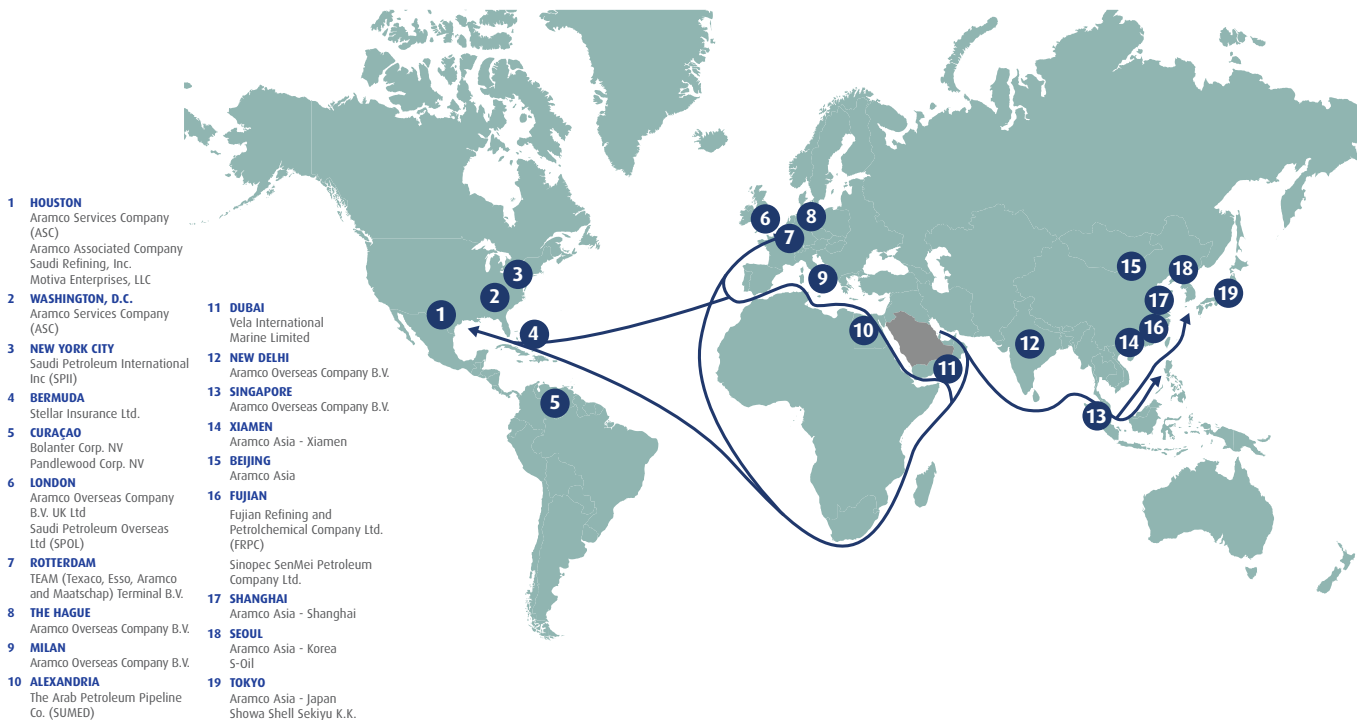 1 HOUSTON
Aramco Services Company
(ASC)
Aramco Associated Company
Saudi Refining, Inc.
Motiva Enterprises, LLC
2 WASHINGTON, D.C.
Aramco Services Company
(ASC)
3 NEW YORK CITY
Saudi Petroleum International
Inc (SPII)
4 BERMUDA
Stellar Insurance Ltd.
5 CURAÇAO
Bolanter Corp. NV
Pandlewood Corp. NV
6 LONDON
Aramco Overseas Company
B.V. UK Ltd
Saudi Petroleum Overseas
Ltd (SPOL)
7 ROTTERDAM
TEAM (Texaco, Esso, Aramco
and Maatschap) Terminal B.V.
8 THE HAGUE
Aramco Overseas Company B.V.
9 MILAN
Aramco Overseas Company B.V.
10 ALEXANDRIA
The Arab Petroleum Pipeline
Co. (SUMED)
11 DUBAI
Vela International
Marine Limited
12 NEW DELHI
Aramco Overseas Company B.V.
13 SINGAPORE
Aramco Overseas Company B.V.
14 XIAMEN
Aramco Asia - Xiamen
15 BEIJING
Aramco Asia
16 FUJIAN
Fujian Refining and
Petrolchemical Company Ltd.
(FRPC)
Sinopec SenMei Petroleum
Company Ltd.
17 SHANGHAI
Aramco Asia - Shanghai
18 SEOUL
Aramco Asia - Korea
S-Oil
19 TOKYO
Aramco Asia - Japan
Showa Shell Sekiyu K.K.
1
2
3
4
5
6
7
8
9
10
11
12
13
14
15
16
17
18
19